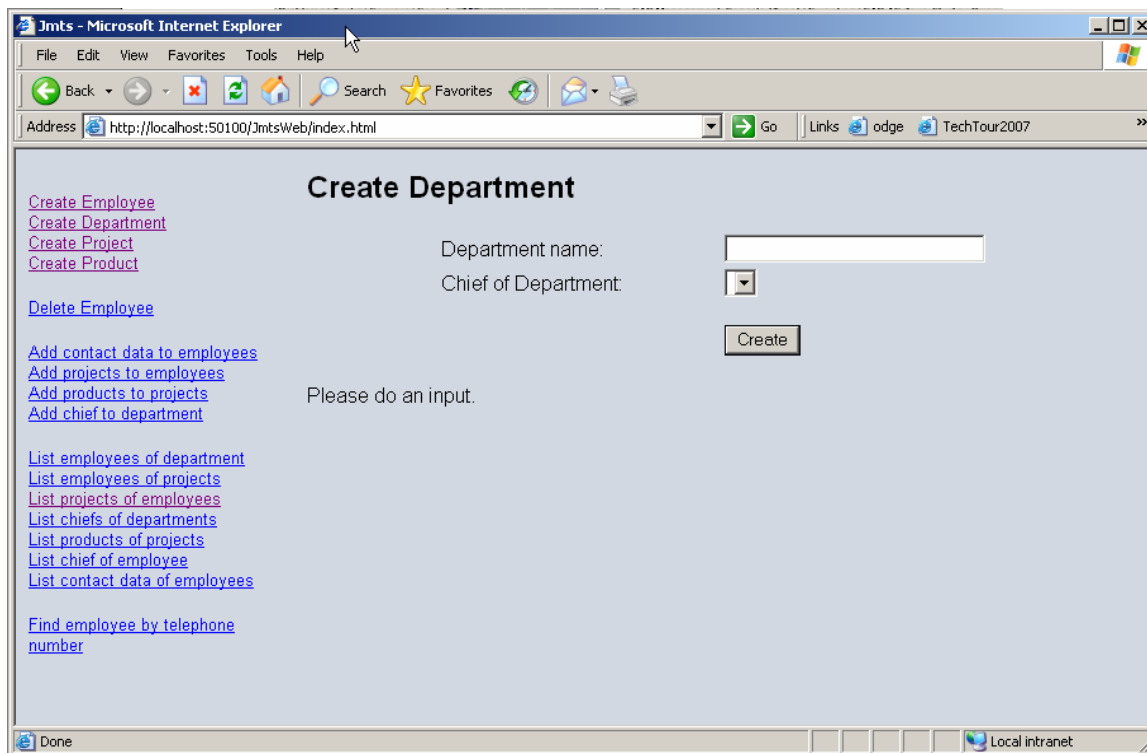 Jmts - Microsoft Internet Explorer
File Edit View Favorites Tools Help
Back Search Favorites
Address http://localhost:50100/JmtsWeb/index.html Go Links odge TechTour2007 »
Create Department
Create Employee
Create Department
Create Project
Create Product
Delete Employee
Add contact data to employees
Add projects to employees
Add products to projects
Add chief to department
List employees of department
List employees of projects
List projects of employees
List chiefs of departments
List products of projects
List chief of employee
List contact data of employees
Find employee by telephone
number
Department name:
Chief of Department:
Create
Please do an input.
Done Local intranet